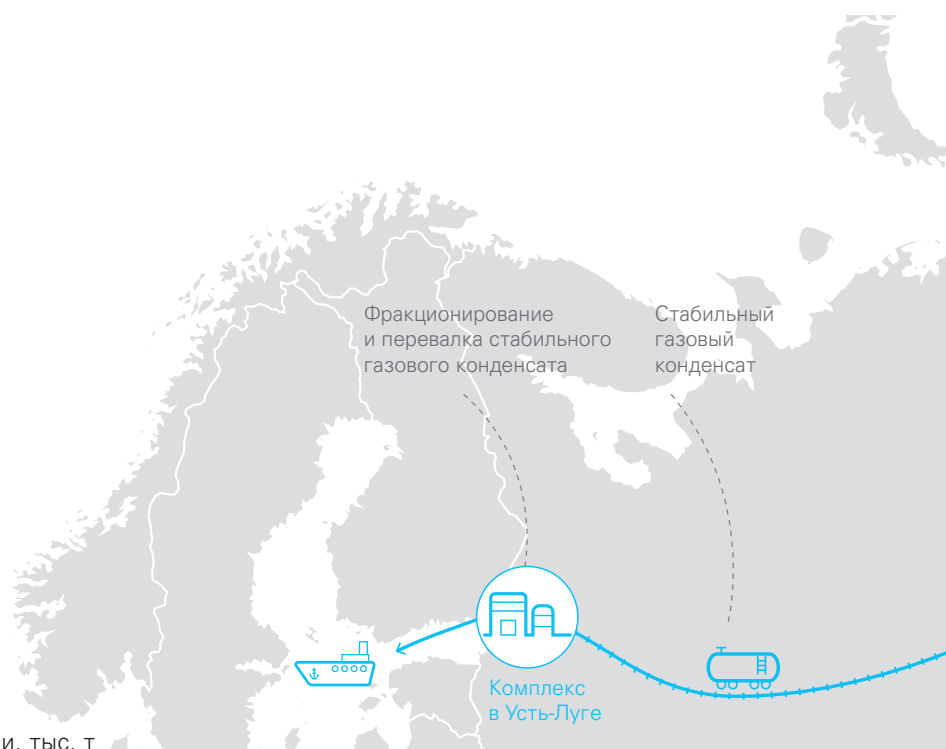 Фракционирование
и перевалка стабильного
газового конденсата
Стабильный
газовый
конденсат
Комплекс
в Усть-Луге
тыс. т